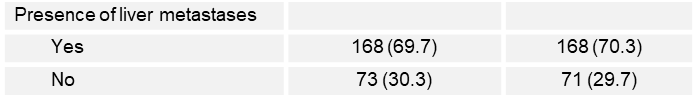 Presence of liver metastases
Yes 168 (69.7) 168 (70.3)
No 73 (30.3) 71 (29.7)